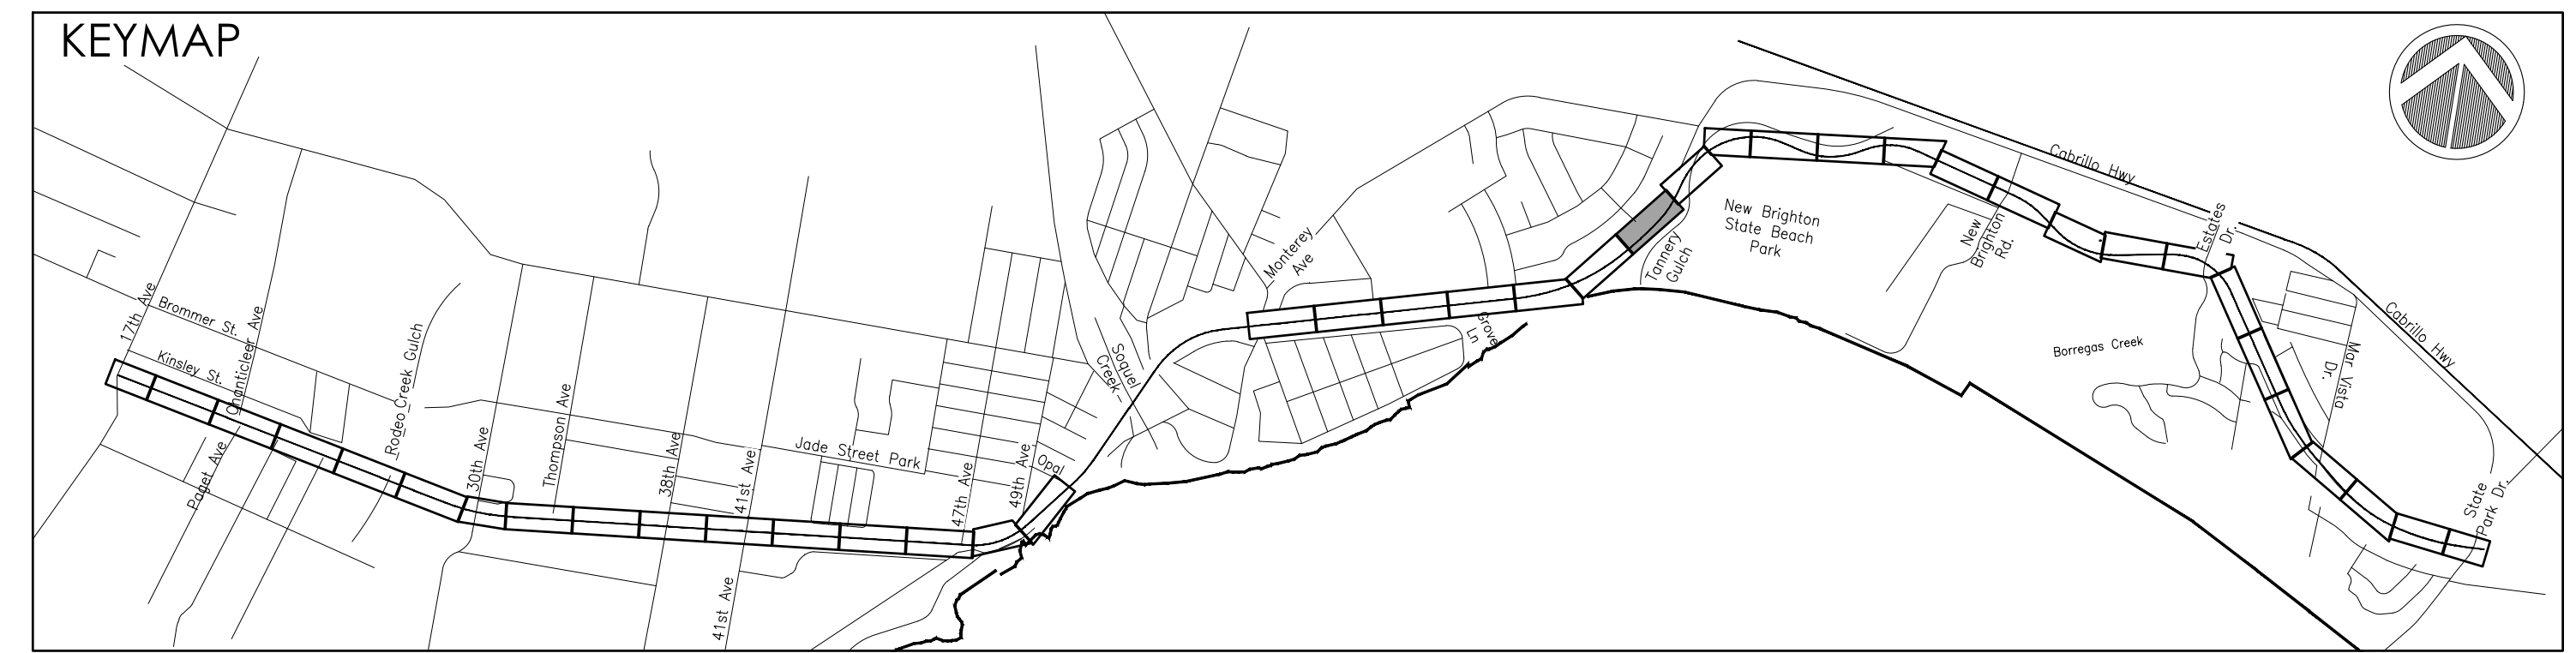 KEYMAP
17th Ave
Brommer St.
Kinsley St.
Chanticleer Ave
Paget Ave
Rodeo Creek Gulch
30th Ave
Thompson Ave
38th Ave
41st Ave
41st Ave
Jade Street Park
47th Ave
49th Ave
Opal
Soquel
Creek
Monterey
Ave
Grove
Ln
Tannery
Gulch
New Brighton
State Beach
Park
New
Brighton
Rd.
Cabrillo Hwy
Estates
Dr.
Borregas Creek
Mar Vista
Dr.
Cabrillo Hwy
State
Park Dr.